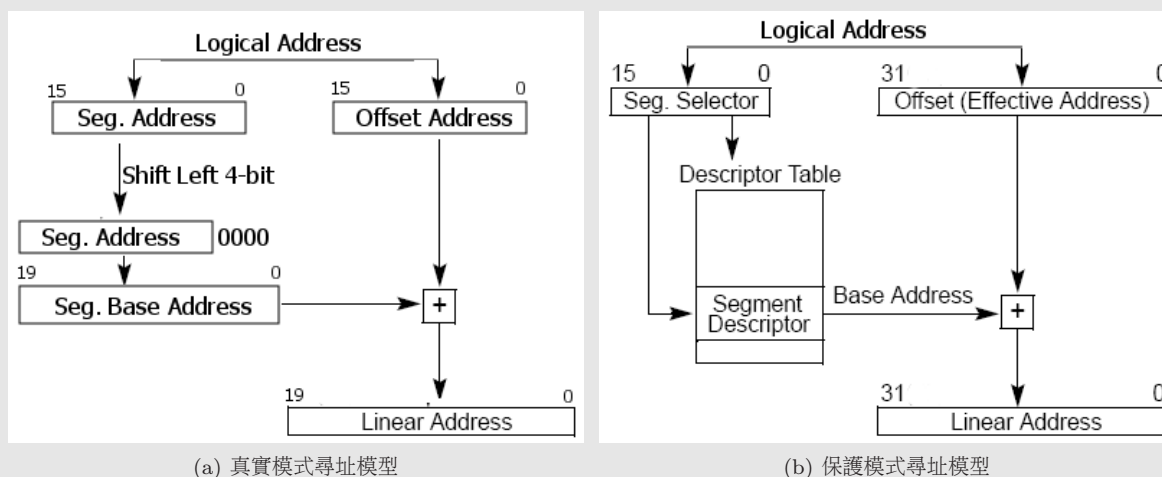 Logical Address
15 0
15 0
Seg. Address
Offset Address
Shift Left 4-bit
Seg. Address 0000
19 0
Seg. Base Address
+
19 0
Linear Address
(a) 真實模式尋址模型
Logical Address
15 0
31 0
Seg. Selector
Offset (Effective Address)
Descriptor Table
Segment
Descriptor
Base Address
+
31 0
Linear Address
(b) 保護模式尋址模型